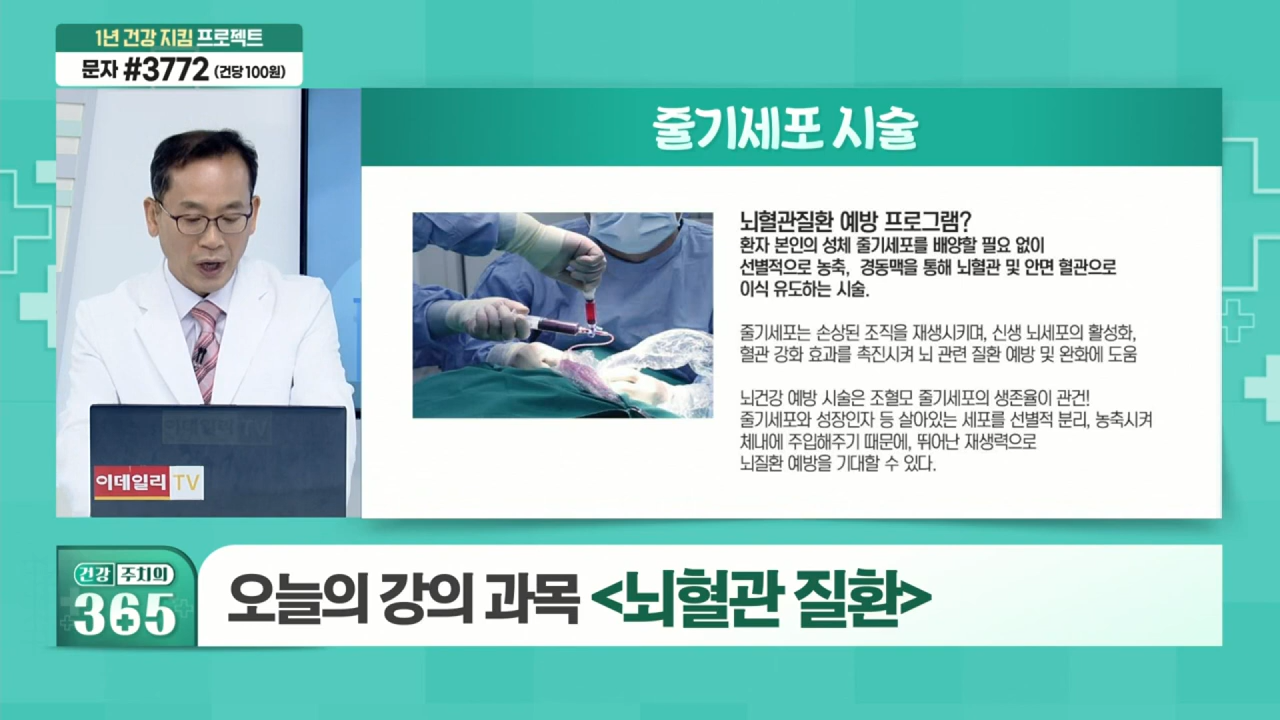 1년 건강 지킴 프로젝트
문자 #3772 (건당 100원)
줄기세포 시술
뇌혈관질환 예방 프로그램?
환자 본인의 성체 줄기세포를 배양할 필요 없이
선별적으로 농축, 경동맥을 통해 뇌혈관 및 안면 혈관으로
이식 유도하는 시술.
줄기세포는 손상된 조직을 재생시키며, 신생 뇌세포의 활성화,
혈관 강화 효과를 촉진시켜 뇌 관련 질환 예방 및 완화에 도움
뇌건강 예방 시술은 조혈모 줄기세포의 생존율이 관건!
줄기세포와 성장인자 등 살아있는 세포를 선별적 분리, 농축시켜
체내에 주입해주기 때문에, 뛰어난 재생력으로
뇌질환 예방을 기대할 수 있다.
이데일리TV
이데일리 TV
건강 주치의
365
오늘의 강의 과목 <뇌혈관 질환>